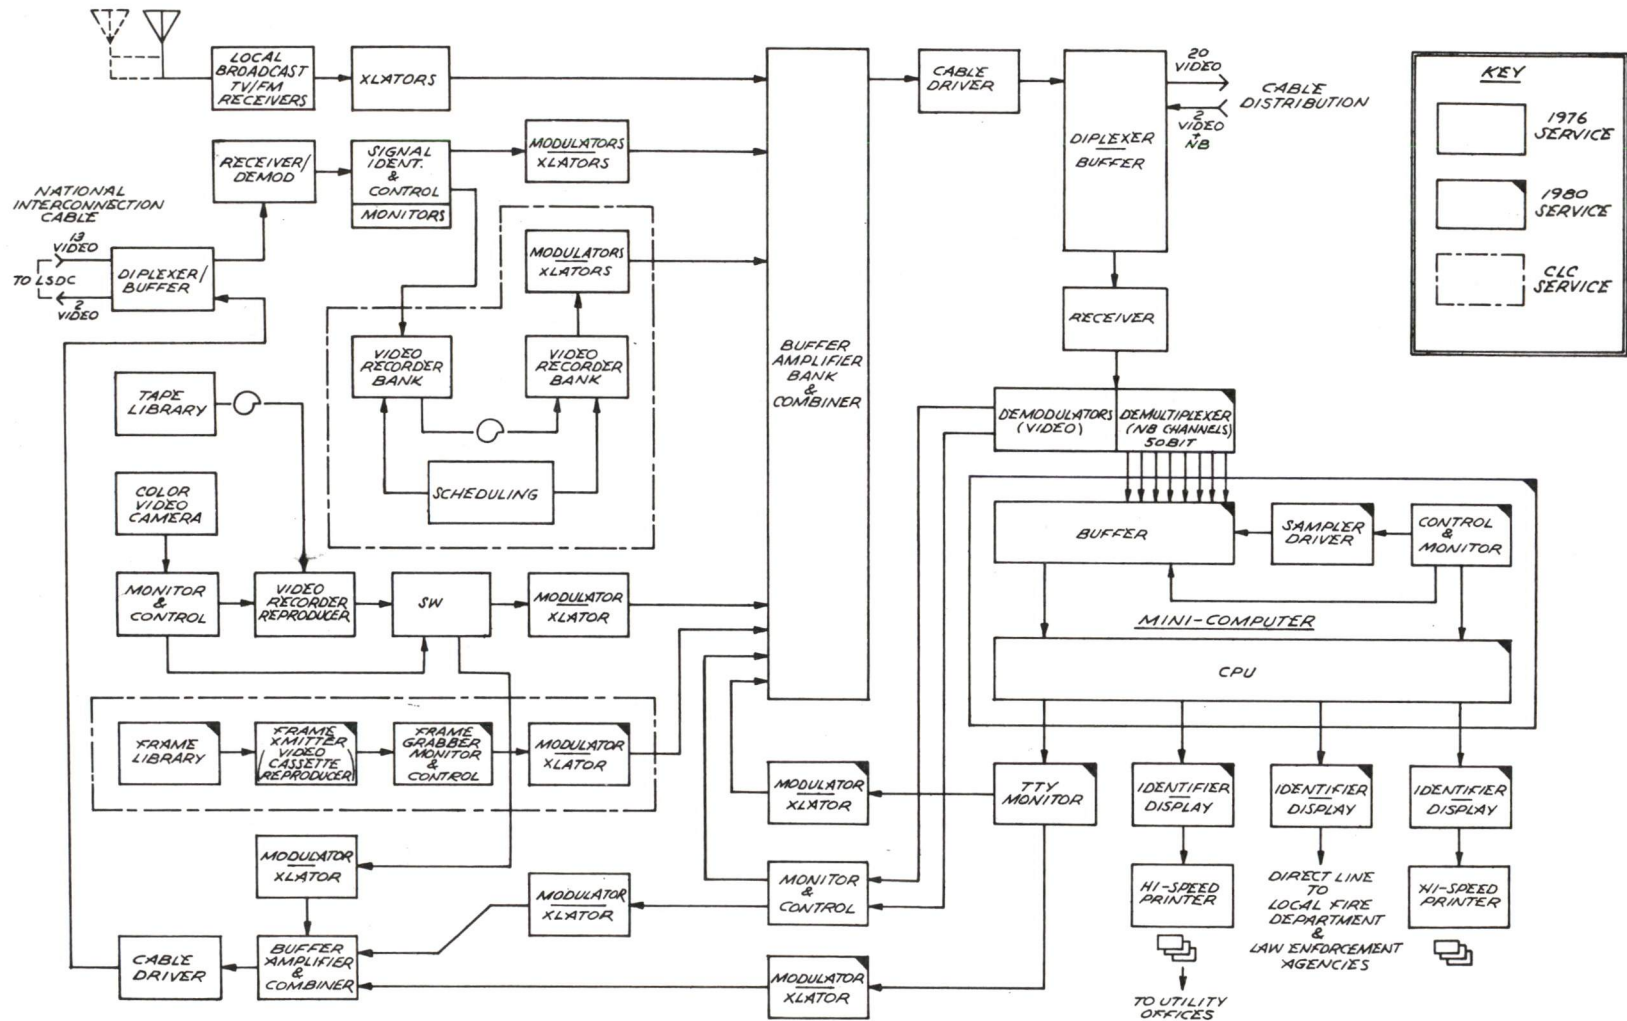 LOCAL
BROADCAST
TV/FM
RECEIVERS
XLATORS
CABLE
DRIVER
DIPLEXER
BUFFER
20
VIDEO
2
VIDEO
+
NB
CABLE
DISTRIBUTION
KEY
1976
SERVICE
1980
SERVICE
CLC
SERVICE
RECEIVER/
DEMOD
SIGNAL
IDENT.
&
CONTROL
MONITORS
MODULATORS
XLATORS
NATIONAL
INTERCONNECTION
CABLE
13
VIDEO
TO LSDC
2
VIDEO
DIPLEXER/
BUFFER
MODULATORS
XLATORS
VIDEO
RECORDER
BANK
VIDEO
RECORDER
BANK
SCHEDULING
BUFFER
AMPLIFIER
BANK
&
COMBINER
RECEIVER
TAPE
LIBRARY
COLOR
VIDEO
CAMERA
MONITOR
&
CONTROL
VIDEO
RECORDER
REPRODUCER
SW
MODULATOR
XLATOR
DEMODULATORS
(VIDEO)
DEMULTIPLEXER
(NB CHANNELS)
50BIT
BUFFER
SAMPLER
DRIVER
CONTROL
&
MONITOR
MINI-COMPUTER
CPU
FRAME
LIBRARY
FRAME
XMITTER
(VIDEO
CASSETTE
REPRODUCER)
FRAME
GRABBER
MONITOR
&
CONTROL
MODULATOR
XLATOR
MODULATOR
XLATOR
TTY
MONITOR
IDENTIFIER
DISPLAY
IDENTIFIER
DISPLAY
IDENTIFIER
DISPLAY
MODULATOR
XLATOR
MODULATOR
XLATOR
MONITOR
&
CONTROL
HI-SPEED
PRINTER
DIRECT LINE
TO
LOCAL FIRE
DEPARTMENT
&
LAW ENFORCEMENT
AGENCIES
HI-SPEED
PRINTER
CABLE
DRIVER
BUFFER
AMPLIFIER
&
COMBINER
MODULATOR
XLATOR
TO UTILITY
OFFICES